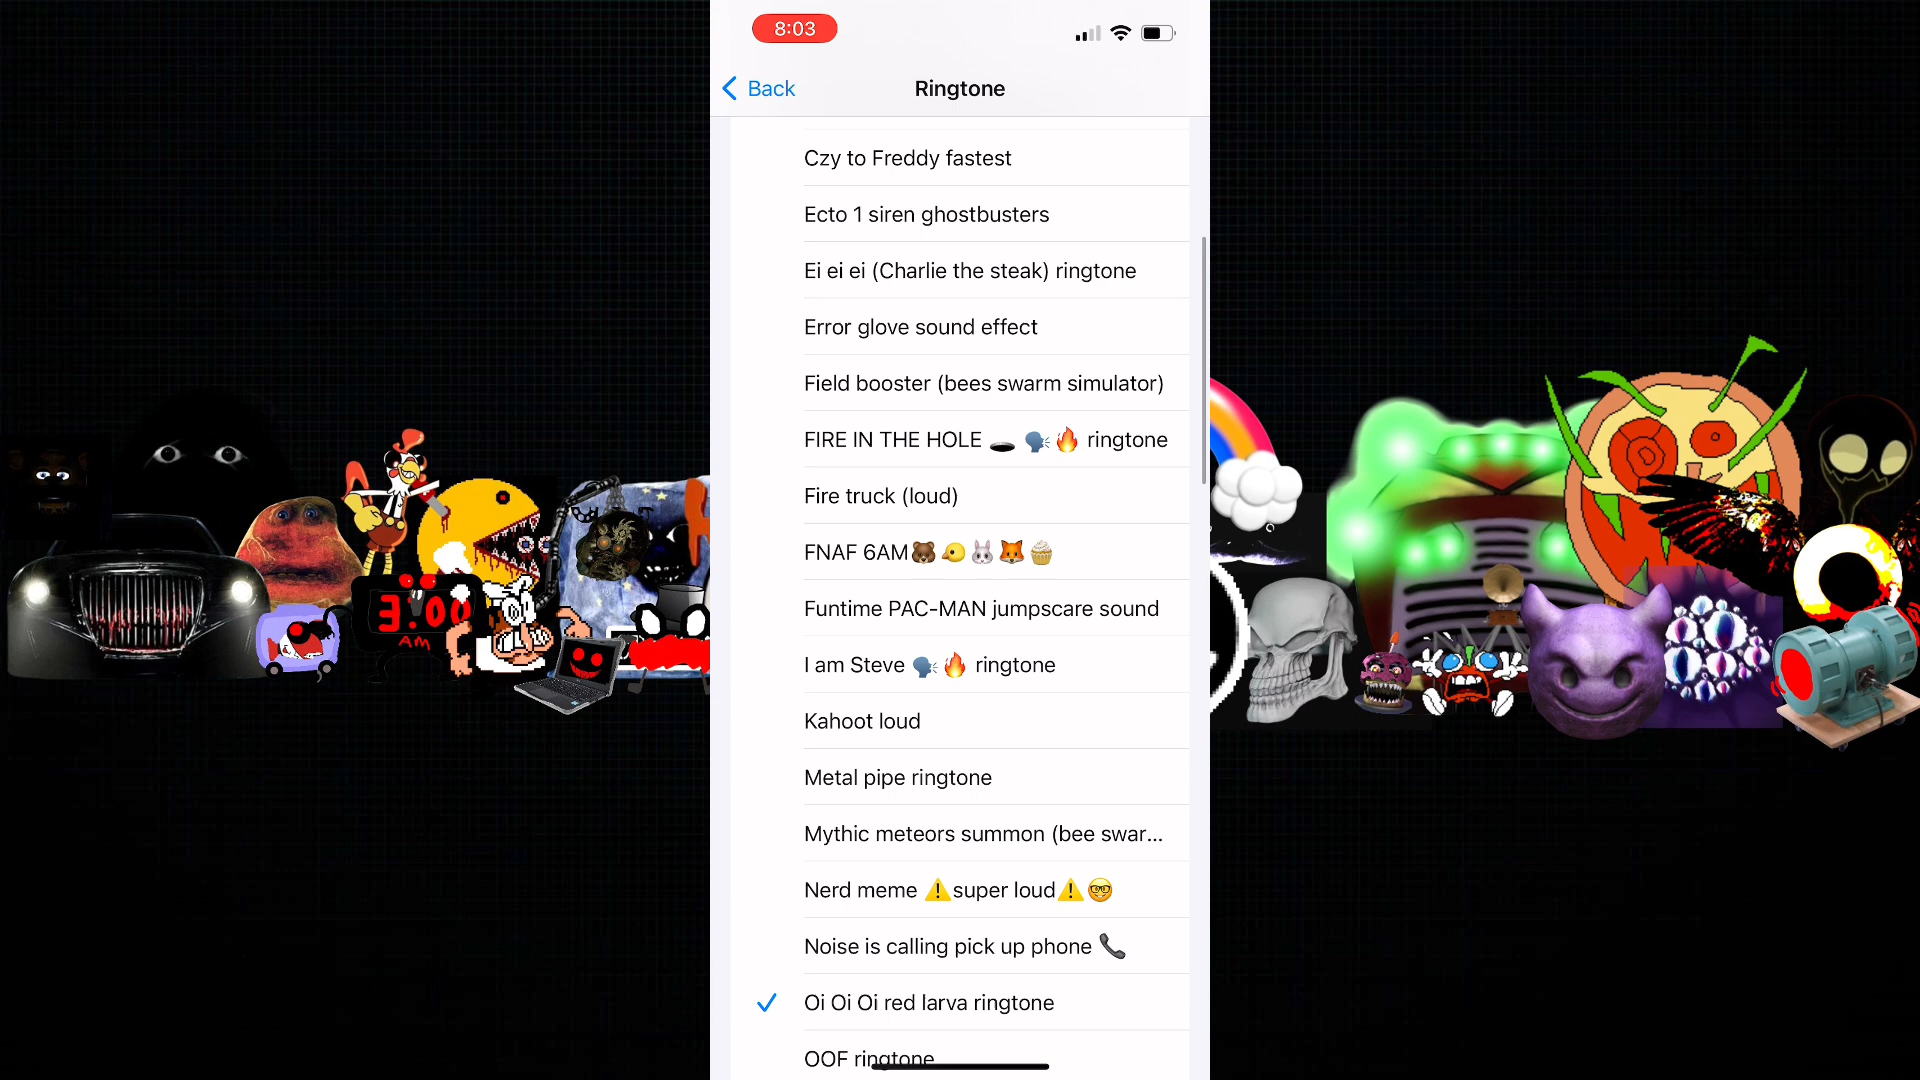 8:03
Back
Ringtone
Czy to Freddy fastest
Ecto 1 siren ghostbusters
Ei ei ei (Charlie the steak) ringtone
Error glove sound effect
Field booster (bees swarm simulator)
FIRE IN THE HOLE 🕳️ 🗣️🔥 ringtone
Fire truck (loud)
FNAF 6AM🐻🐤🐰🦊🧁
Funtime PAC-MAN jumpscare sound
I am Steve 🗣️🔥 ringtone
Kahoot loud
Metal pipe ringtone
Mythic meteors summon (bee swar...
Nerd meme ⚠️super loud⚠️🤓
Noise is calling pick up phone 📞
Oi Oi Oi red larva ringtone
OOF ringtone
3:00
AM